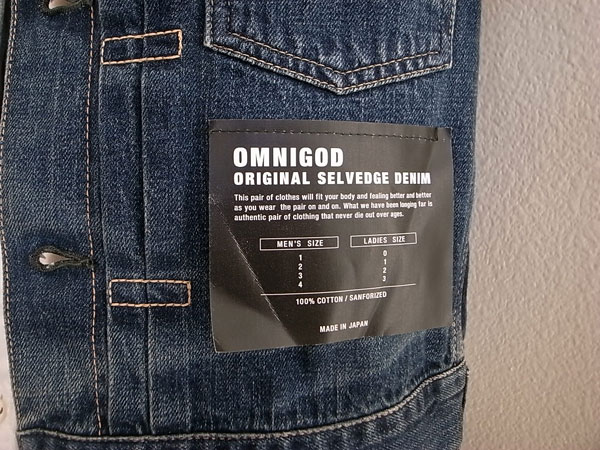 OMNIGOD
ORIGINAL SELVEDGE DENIM
This pair of clothes will fit your body and fealing better and better
as you wear the pair on and on. What we have been longing far is
authentic pair of clothing that never die out over ages.
MEN'S SIZE LADIES SIZE
1 0
2 1
3 2
4 3
100% COTTON / SANFORIZED
MADE IN JAPAN